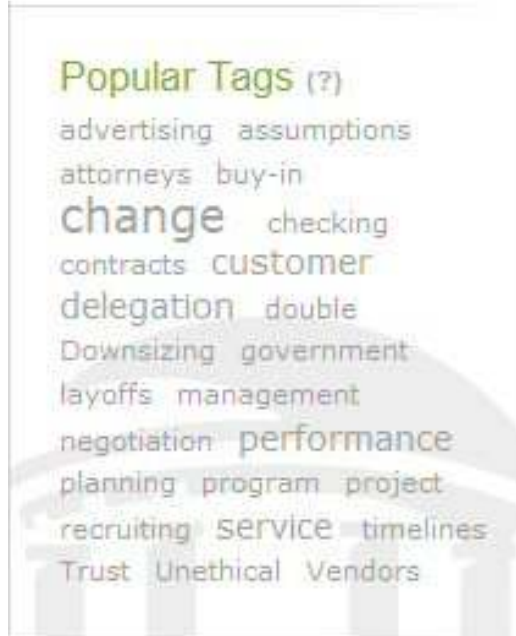 Popular Tags (?)
advertising assumptions
attorneys buy-in
change checking
contracts customer
delegation double
Downsizing government
layoffs management
negotiation performance
planning program project
recruiting service timelines
Trust Unethical Vendors